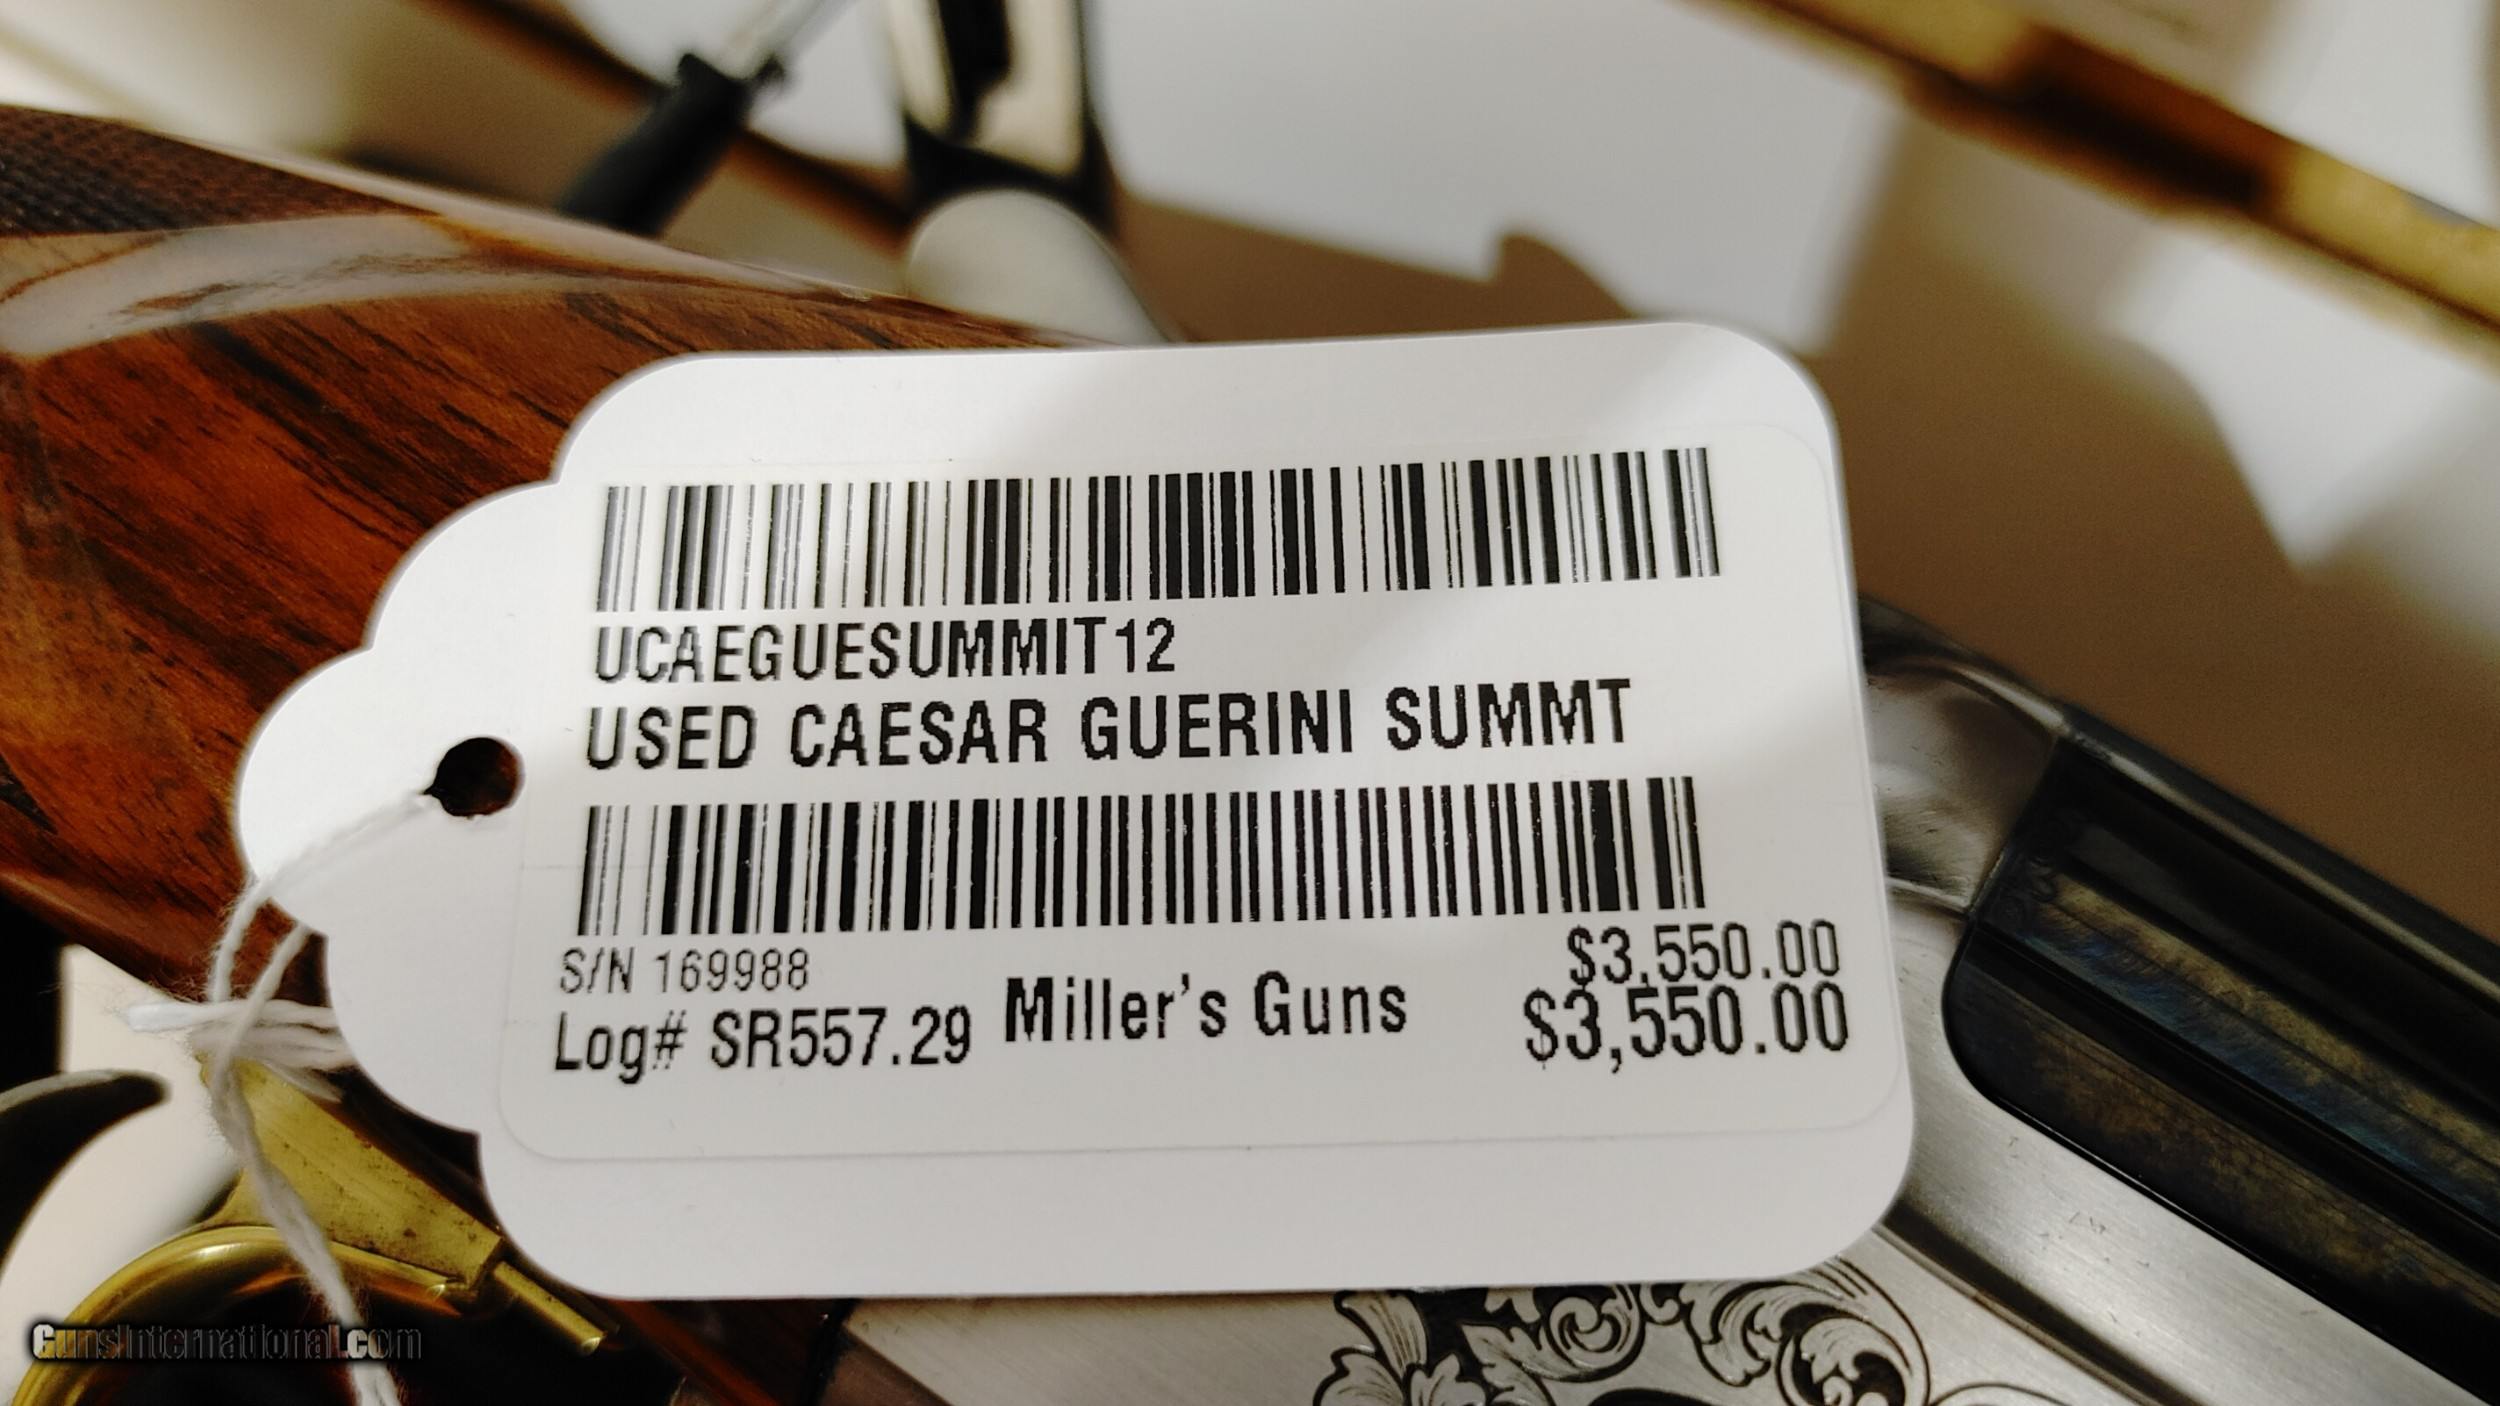 UCAEGUESUMMIT12
USED CAESAR GUERINI SUMMT
S/N 169988
$3,550.00
Log# SR557.29
Miller's Guns
$3,550.00
GunsInternational.com